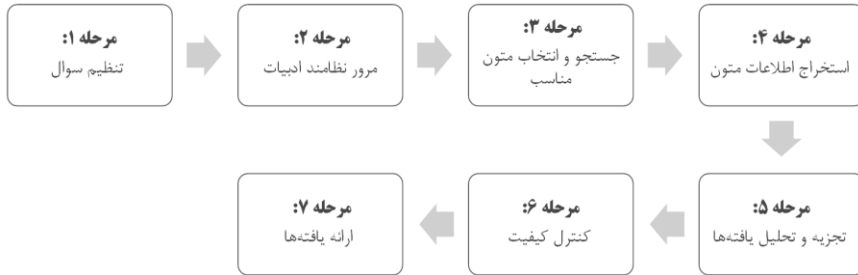 مرحله ۱:
تنظیم سوال
مرحله ۲:
مرور نظامند ادبیات
مرحله ۳:
جستجو و انتخاب متون
مناسب
مرحله ۴:
استخراج اطلاعات متون
مرحله ۵:
تجزیه و تحلیل یافته‌ها
مرحله ۶:
کنترل کیفیت
مرحله ۷:
ارائه یافته‌ها